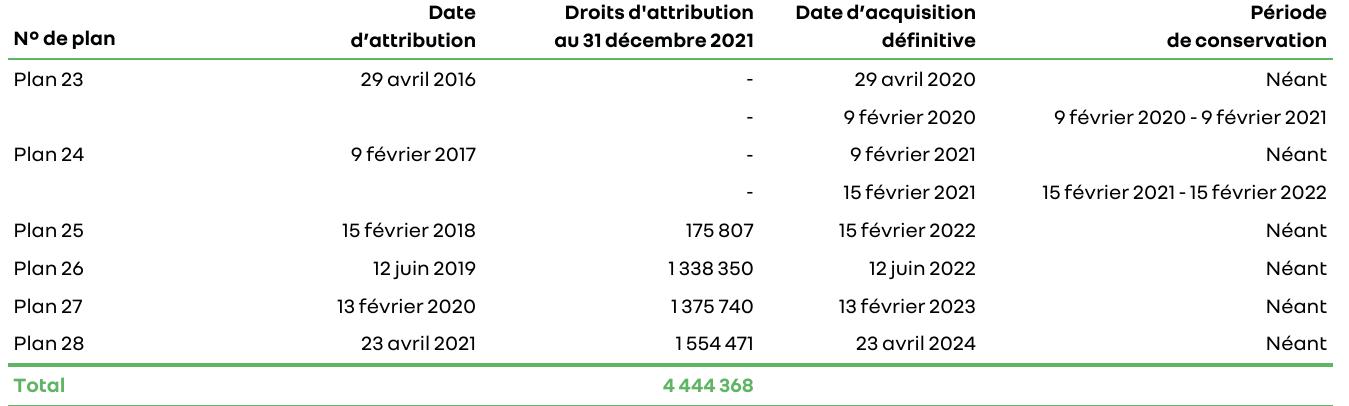 Nº de plan Date d’attribution Droits d'attribution au 31 décembre 2021 Date d’acquisition définitive Période de conservation
Plan 23 29 avril 2016 - 29 avril 2020 Néant
- 9 février 2020 9 février 2020 - 9 février 2021
Plan 24 9 février 2017 - 9 février 2021 Néant
- 15 février 2021 15 février 2021 - 15 février 2022
Plan 25 15 février 2018 175 807 15 février 2022 Néant
Plan 26 12 juin 2019 1 338 350 12 juin 2022 Néant
Plan 27 13 février 2020 1 375 740 13 février 2023 Néant
Plan 28 23 avril 2021 1 554 471 23 avril 2024 Néant
Total 4 444 368